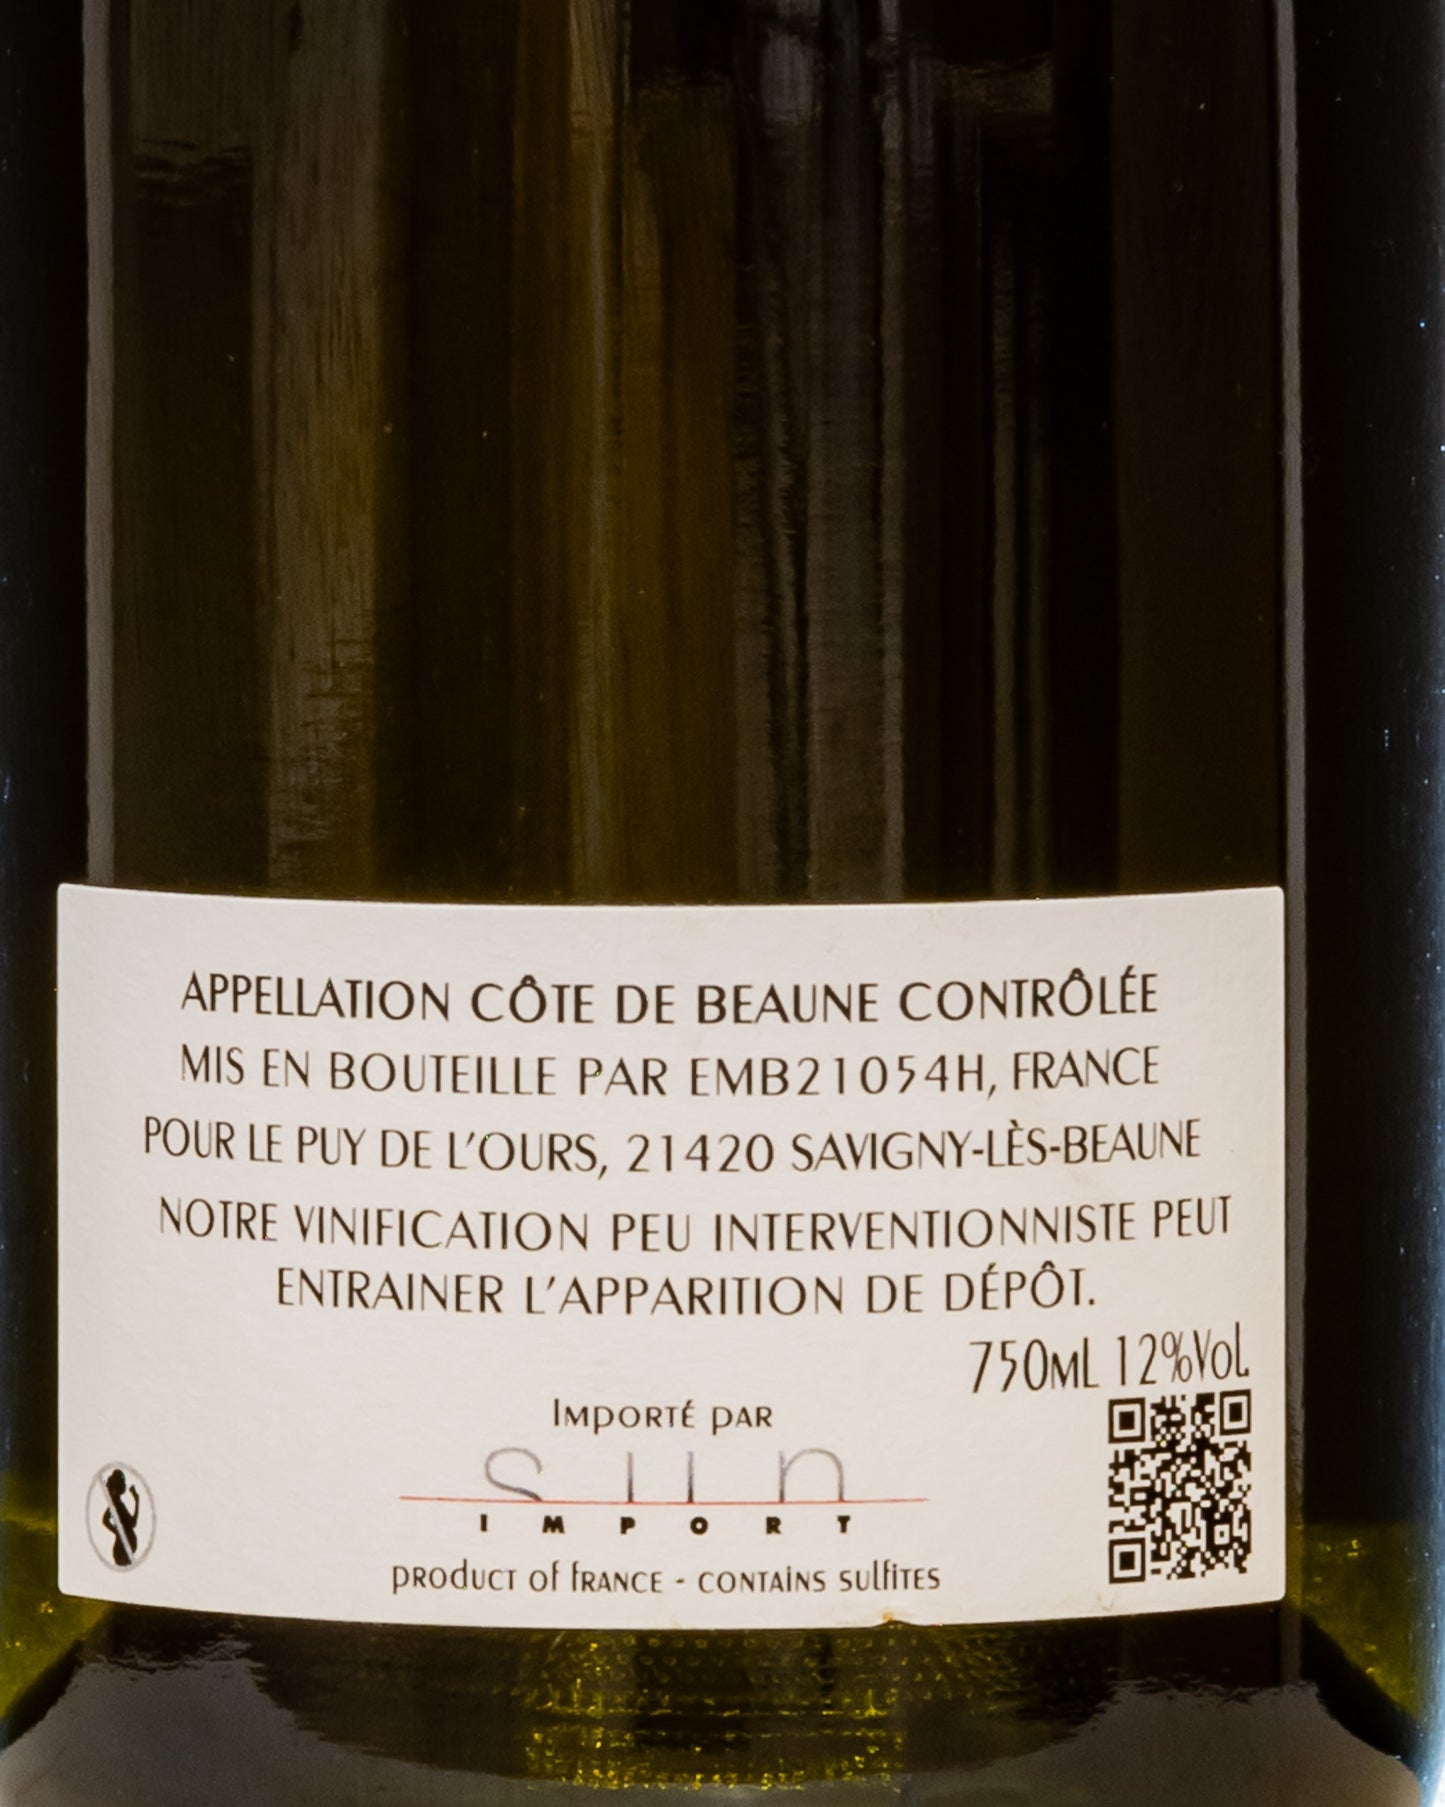 APPELLATION CÔTE DE BEAUNE CONTRÔLÉE
MIS EN BOUTEILLE PAR EMB21054H, FRANCE
POUR LE PUY DE L'OURS, 21420 SAVIGNY-LÈS-BEAUNE
NOTRE VINIFICATION PEU INTERVENTIONNISTE PEUT
ENTRAINER L'APPARITION DE DÉPÔT.
750ML 12%Vol.
IMPORTÉ PAR
IMPORT
PRODUCT OF FRANCE - CONTAINS SULFITES